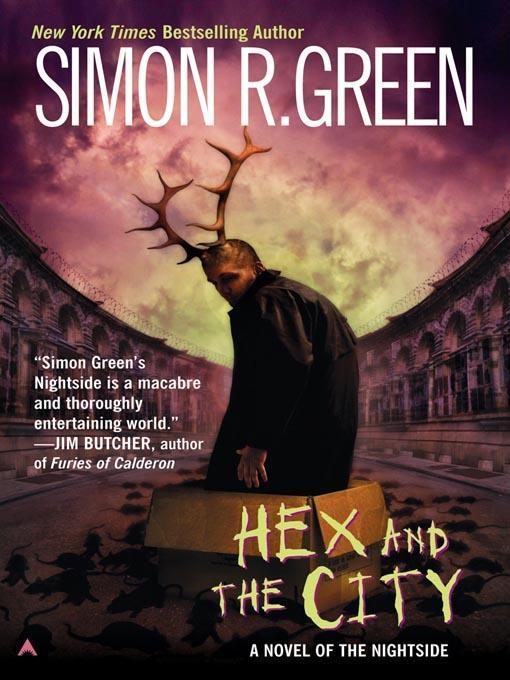 New York Times Bestselling Author
SIMON R. GREEN
“Simon Green’s
Nightside is a macabre
and thoroughly
entertaining world.”
—JIM BUTCHER, author
of Furies of Calderon
HEX AND
THE CITY
A NOVEL OF THE NIGHTSIDE